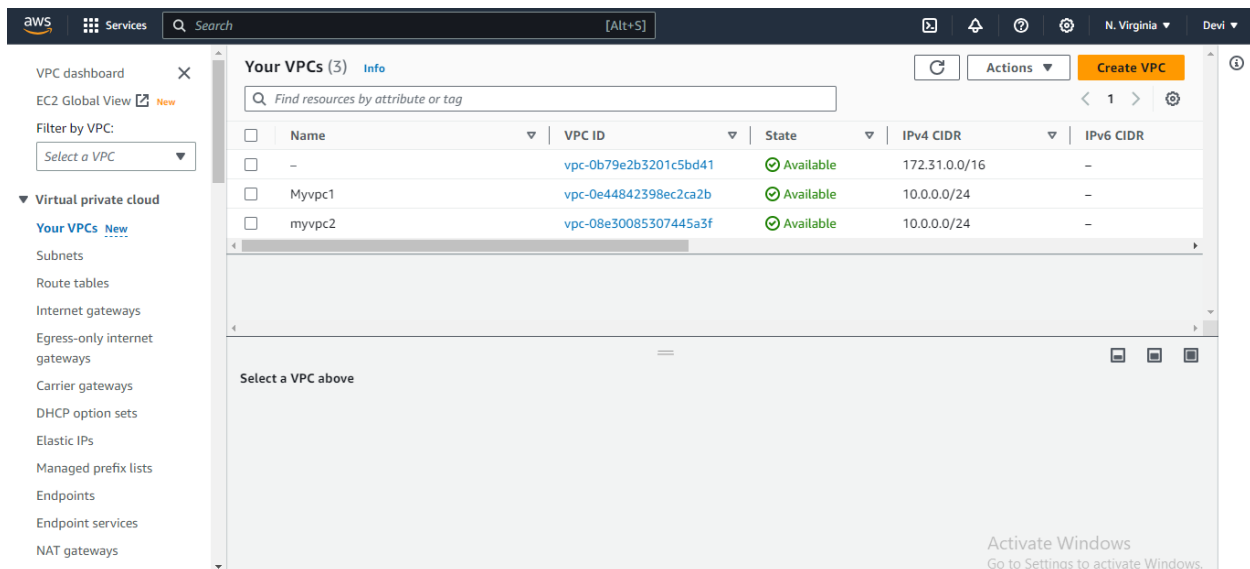 aws Services Search [Alt+S] N. Virginia Devi
VPC dashboard
EC2 Global View New
Filter by VPC:
Select a VPC
Virtual private cloud
Your VPCs New
Subnets
Route tables
Internet gateways
Egress-only internet
gateways
Carrier gateways
DHCP option sets
Elastic IPs
Managed prefix lists
Endpoints
Endpoint services
NAT gateways
Your VPCs (3) Info Actions Create VPC
Find resources by attribute or tag 1
Name VPC ID State IPv4 CIDR IPv6 CIDR
– vpc-0b79e2b3201c5bd41 Available 172.31.0.0/16 –
Myvpc1 vpc-0e44842398ec2ca2b Available 10.0.0.0/24 –
myvpc2 vpc-08e30085307445a3f Available 10.0.0.0/24 –
Select a VPC above
Activate Windows
Go to Settings to activate Windows.